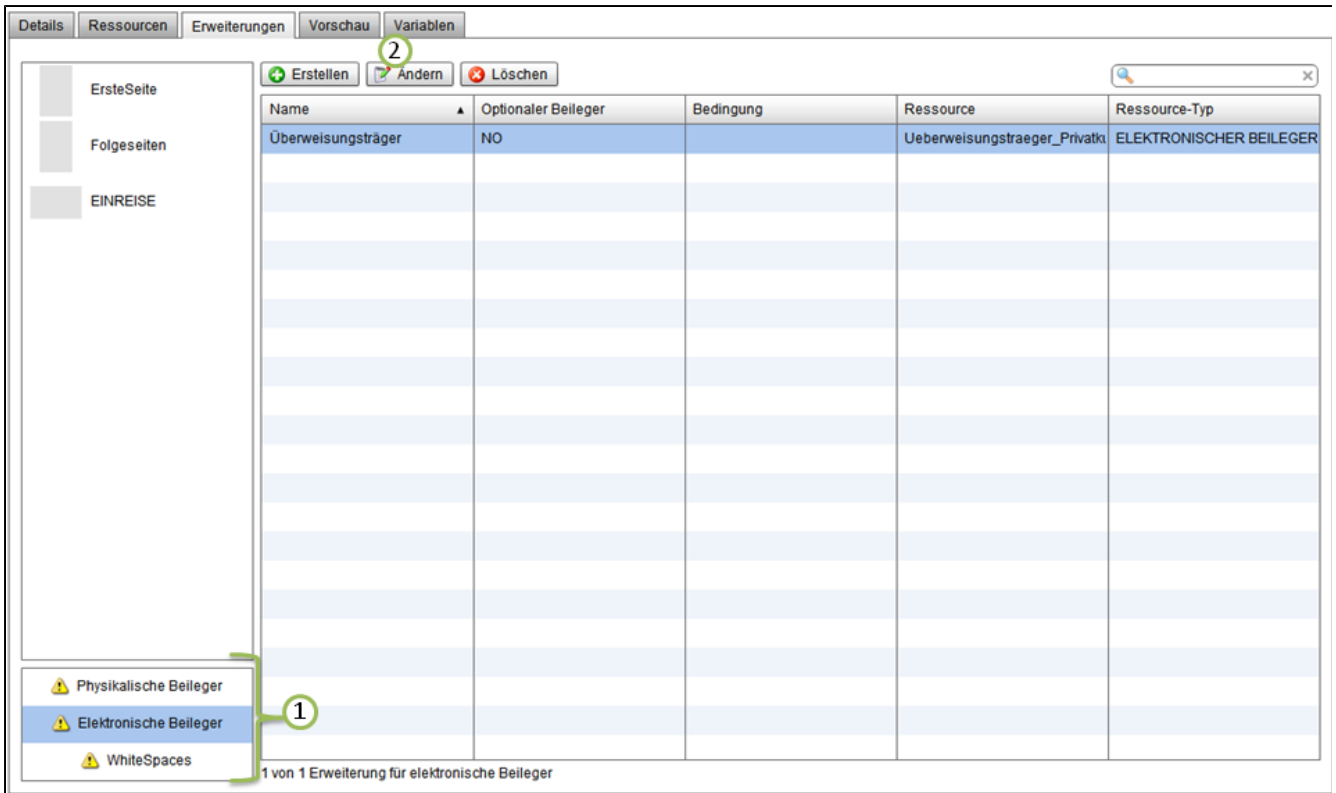 Details Ressourcen Erweiterungen Vorschau Variablen
2
Erstellen Ändern Löschen
ErsteSeite
Folgeseiten
EINREISE
Name Optionaler Beileger Bedingung Ressource Ressource-Typ
Überweisungsträger NO Ueberweisungstraeger_Privatku ELEKTRONISCHER BEILEGER
Physikalische Beileger
Elektronische Beileger
WhiteSpaces
1
1 von 1 Erweiterung für elektronische Beileger